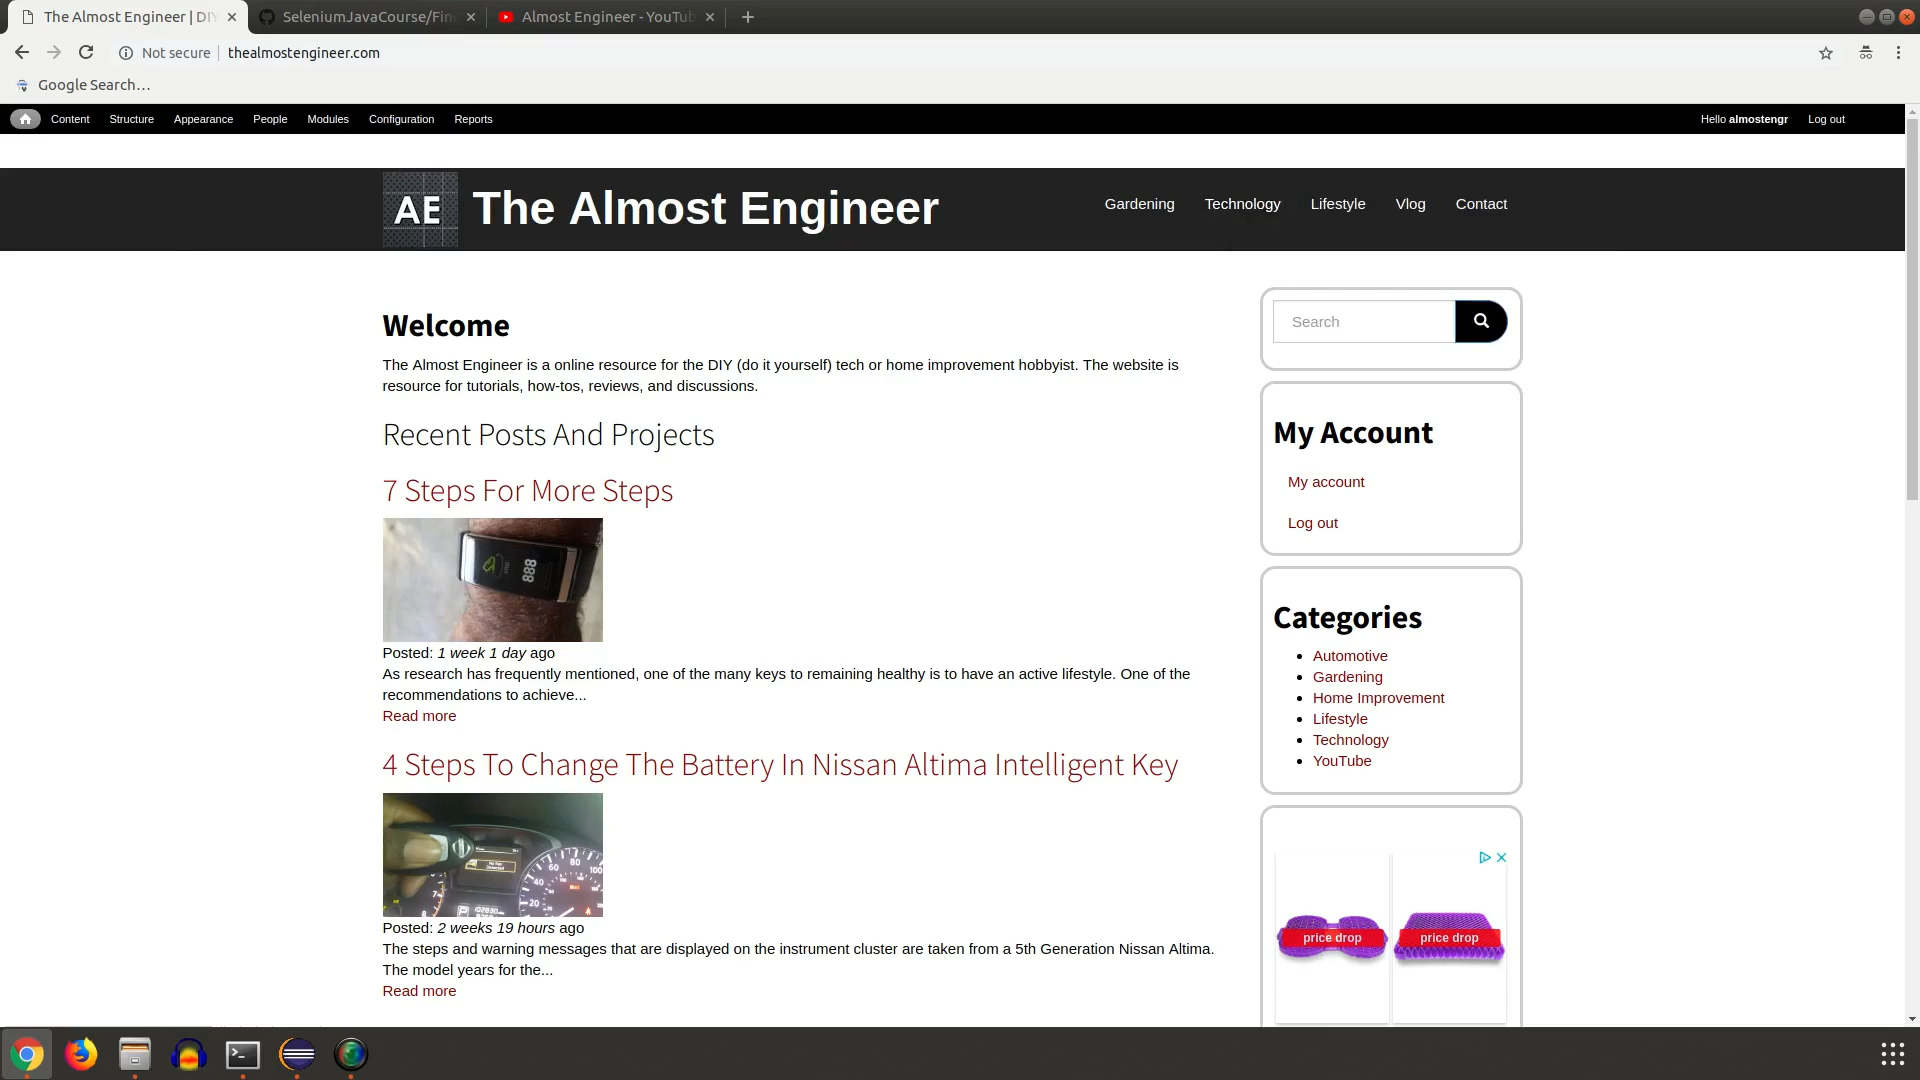 The Almost Engineer | DI
SeleniumJavaCourse/Fin
Almost Engineer - YouTub
Not secure
thealmostengineer.com
Google Search…
Content
Structure
Appearance
People
Modules
Configuration
Reports
Hello almostengr
Log out
AE
The Almost Engineer
Gardening
Technology
Lifestyle
Vlog
Contact
Welcome
The Almost Engineer is a online resource for the DIY (do it yourself) tech or home improvement hobbyist. The website is
resource for tutorials, how-tos, reviews, and discussions.
Recent Posts And Projects
7 Steps For More Steps
888
Posted: 1 week 1 day ago
As research has frequently mentioned, one of the many keys to remaining healthy is to have an active lifestyle. One of the
recommendations to achieve...
Read more
4 Steps To Change The Battery In Nissan Altima Intelligent Key
Posted: 2 weeks 19 hours ago
The steps and warning messages that are displayed on the instrument cluster are taken from a 5th Generation Nissan Altima.
The model years for the...
Read more
Search
My Account
My account
Log out
Categories
Automotive
Gardening
Home Improvement
Lifestyle
Technology
YouTube
price drop
price drop